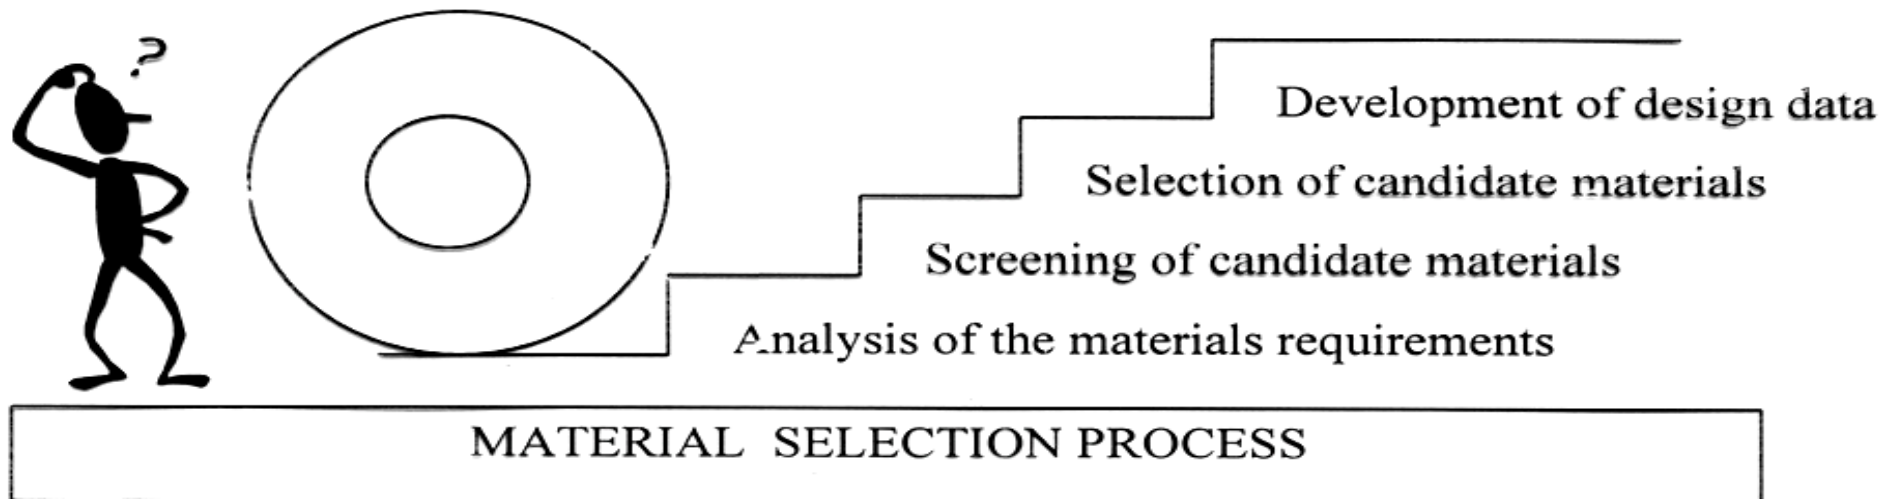 ?
Development of design data
Selection of candidate materials
Screening of candidate materials
Analysis of the materials requirements
MATERIAL SELECTION PROCESS